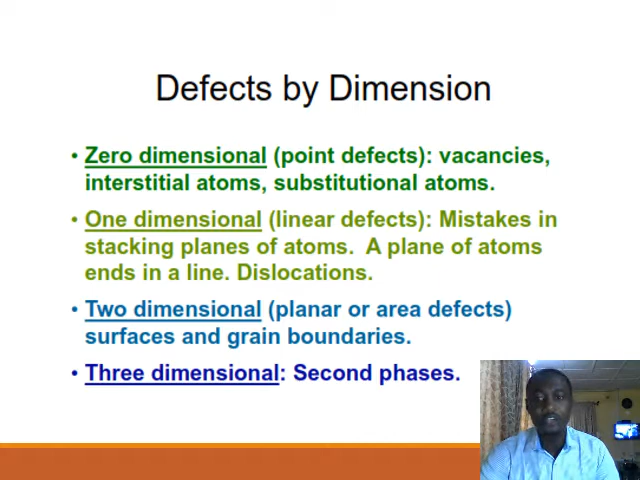 Defects by Dimension
• Zero dimensional (point defects): vacancies,
interstitial atoms, substitutional atoms.
• One dimensional (linear defects): Mistakes in
stacking planes of atoms. A plane of atoms
ends in a line. Dislocations.
• Two dimensional (planar or area defects)
surfaces and grain boundaries.
• Three dimensional: Second phases.